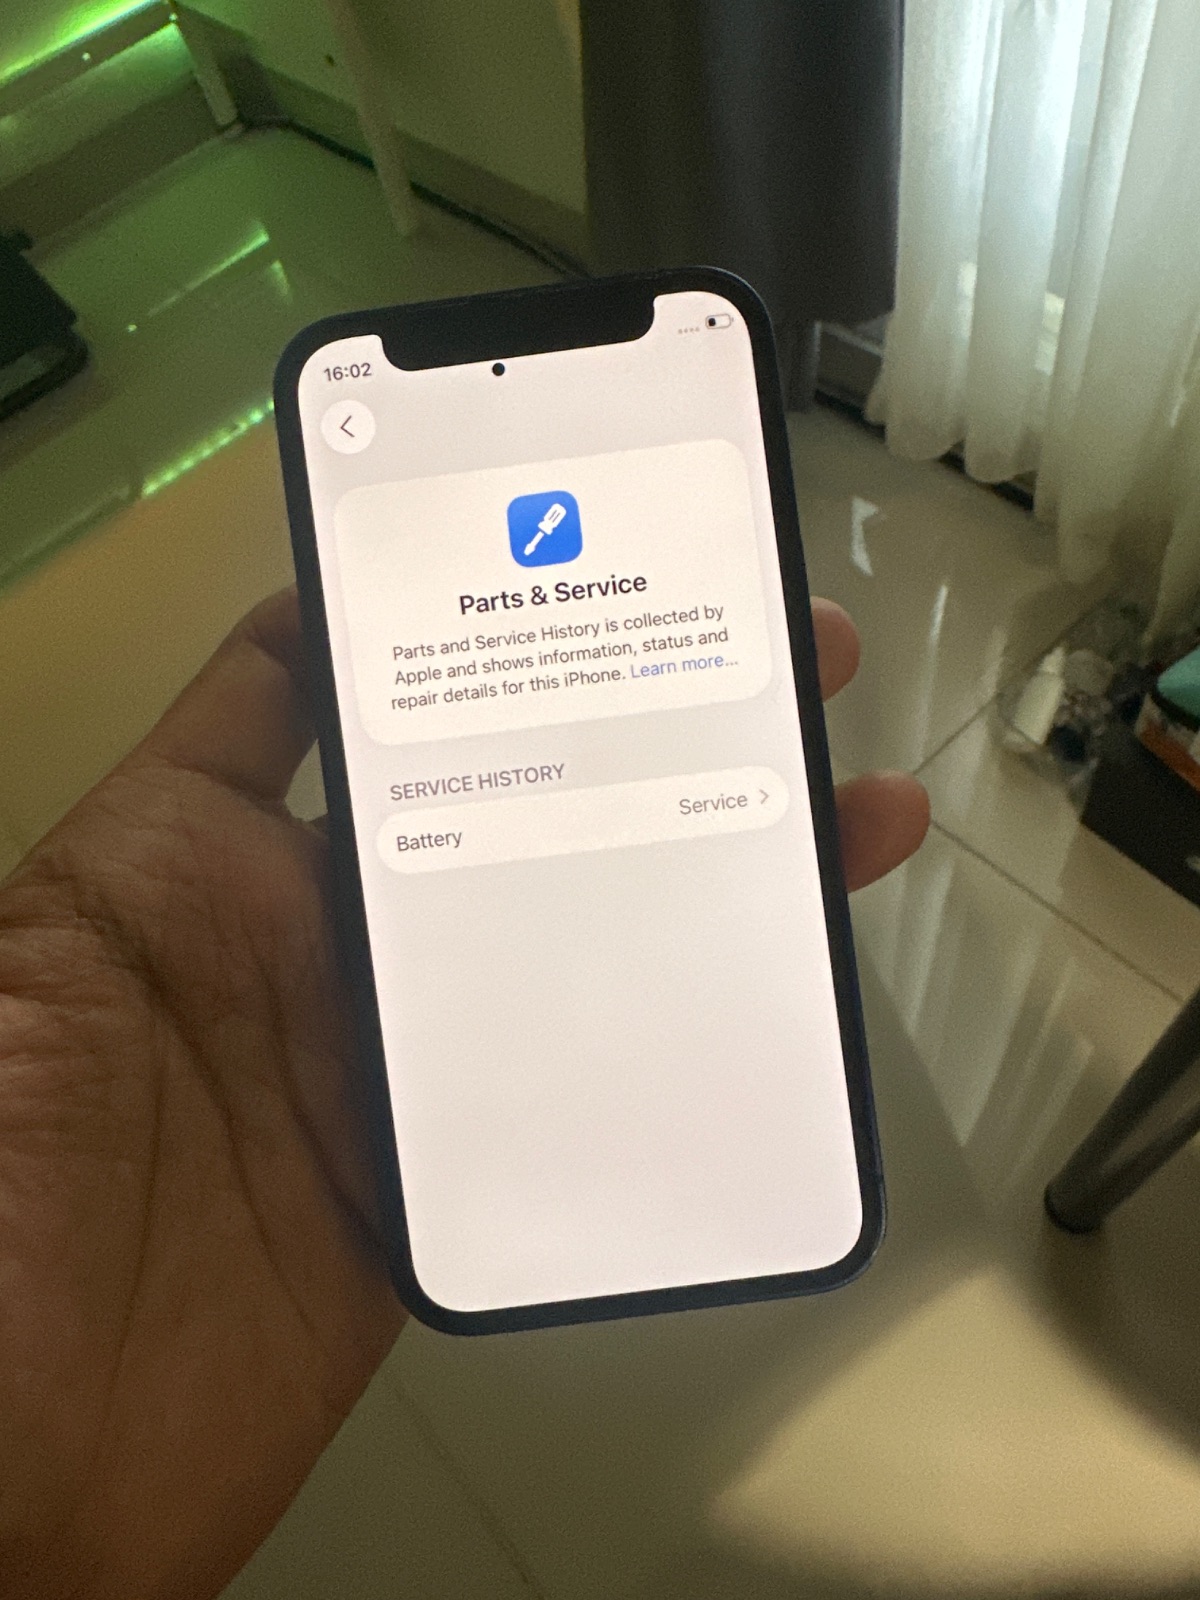 16:02
Parts & Service
Parts and Service History is collected by
Apple and shows information, status and
repair details for this iPhone. Learn more...
SERVICE HISTORY
Battery Service